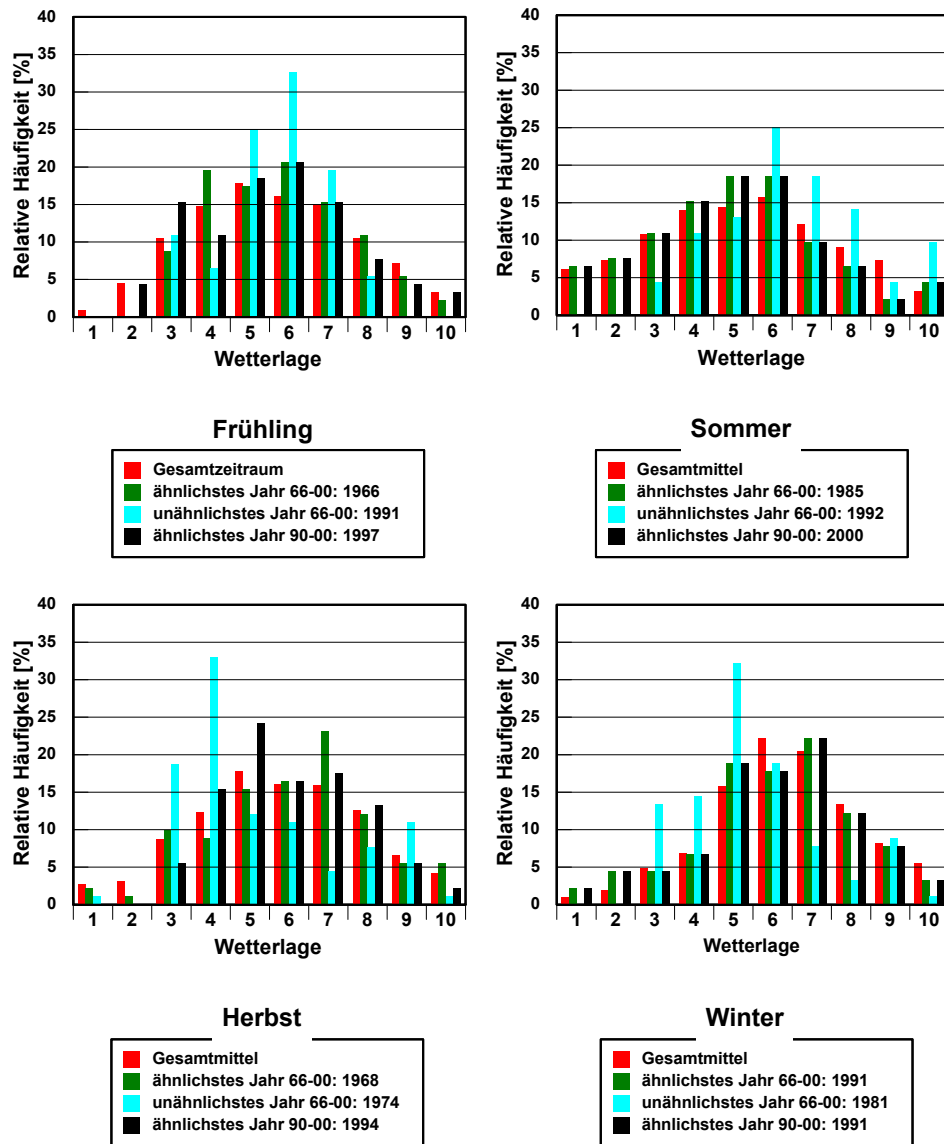 40
35
30
25
20
15
10
5
0
Relative Häufigkeit [%]
1 2 3 4 5 6 7 8 9 10
Wetterlage
Frühling
Gesamtzeitraum
ähnlichstes Jahr 66-00: 1966
unähnlichstes Jahr 66-00: 1991
ähnlichstes Jahr 90-00: 1997
40
35
30
25
20
15
10
5
0
Relative Häufigkeit [%]
1 2 3 4 5 6 7 8 9 10
Wetterlage
Sommer
Gesamtmittel
ähnlichstes Jahr 66-00: 1985
unähnlichstes Jahr 66-00: 1992
ähnlichstes Jahr 90-00: 2000
40
35
30
25
20
15
10
5
0
Relative Häufigkeit [%]
1 2 3 4 5 6 7 8 9 10
Wetterlage
Herbst
Gesamtmittel
ähnlichstes Jahr 66-00: 1968
unähnlichstes Jahr 66-00: 1974
ähnlichstes Jahr 90-00: 1994
40
35
30
25
20
15
10
5
0
Relative Häufigkeit [%]
1 2 3 4 5 6 7 8 9 10
Wetterlage
Winter
Gesamtmittel
ähnlichstes Jahr 66-00: 1991
unähnlichstes Jahr 66-00: 1981
ähnlichstes Jahr 90-00: 1991